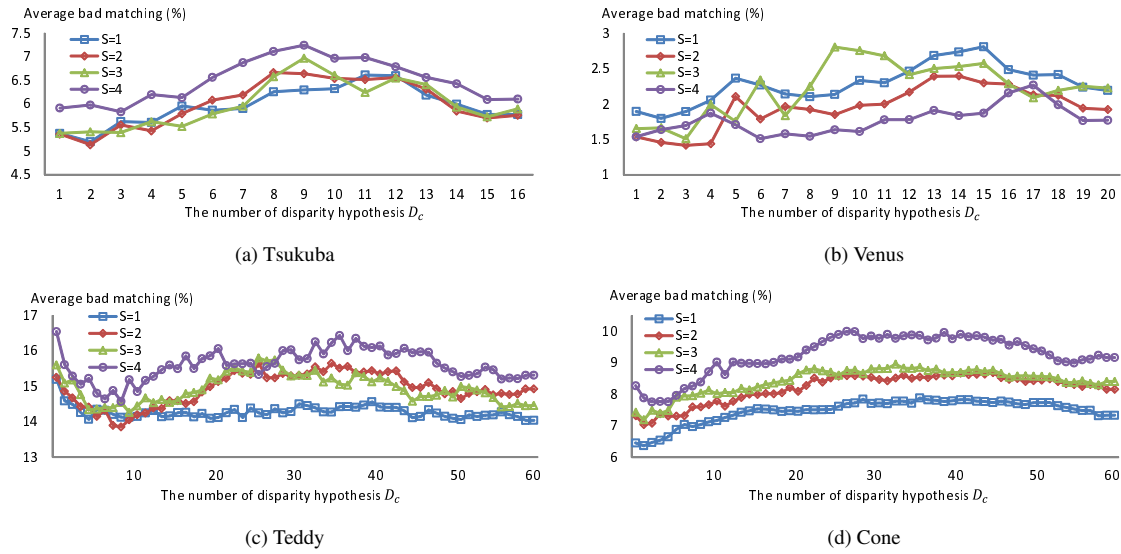 Average bad matching (%)
7.5
7
6.5
6
5.5
5
4.5
S=1
S=2
S=3
S=4
1 2 3 4 5 6 7 8 9 10 11 12 13 14 15 16
The number of disparity hypothesis D_c
(a) Tsukuba
Average bad matching (%)
3
2.5
2
1.5
1
S=1
S=2
S=3
S=4
1 2 3 4 5 6 7 8 9 10 11 12 13 14 15 16 17 18 19 20
The number of disparity hypothesis D_c
(b) Venus
Average bad matching (%)
17
16
15
14
13
S=1
S=2
S=3
S=4
10 20 30 40 50 60
The number of disparity hypothesis D_c
(c) Teddy
Average bad matching (%)
10
9
8
7
6
S=1
S=2
S=3
S=4
10 20 30 40 50 60
The number of disparity hypothesis D_c
(d) Cone